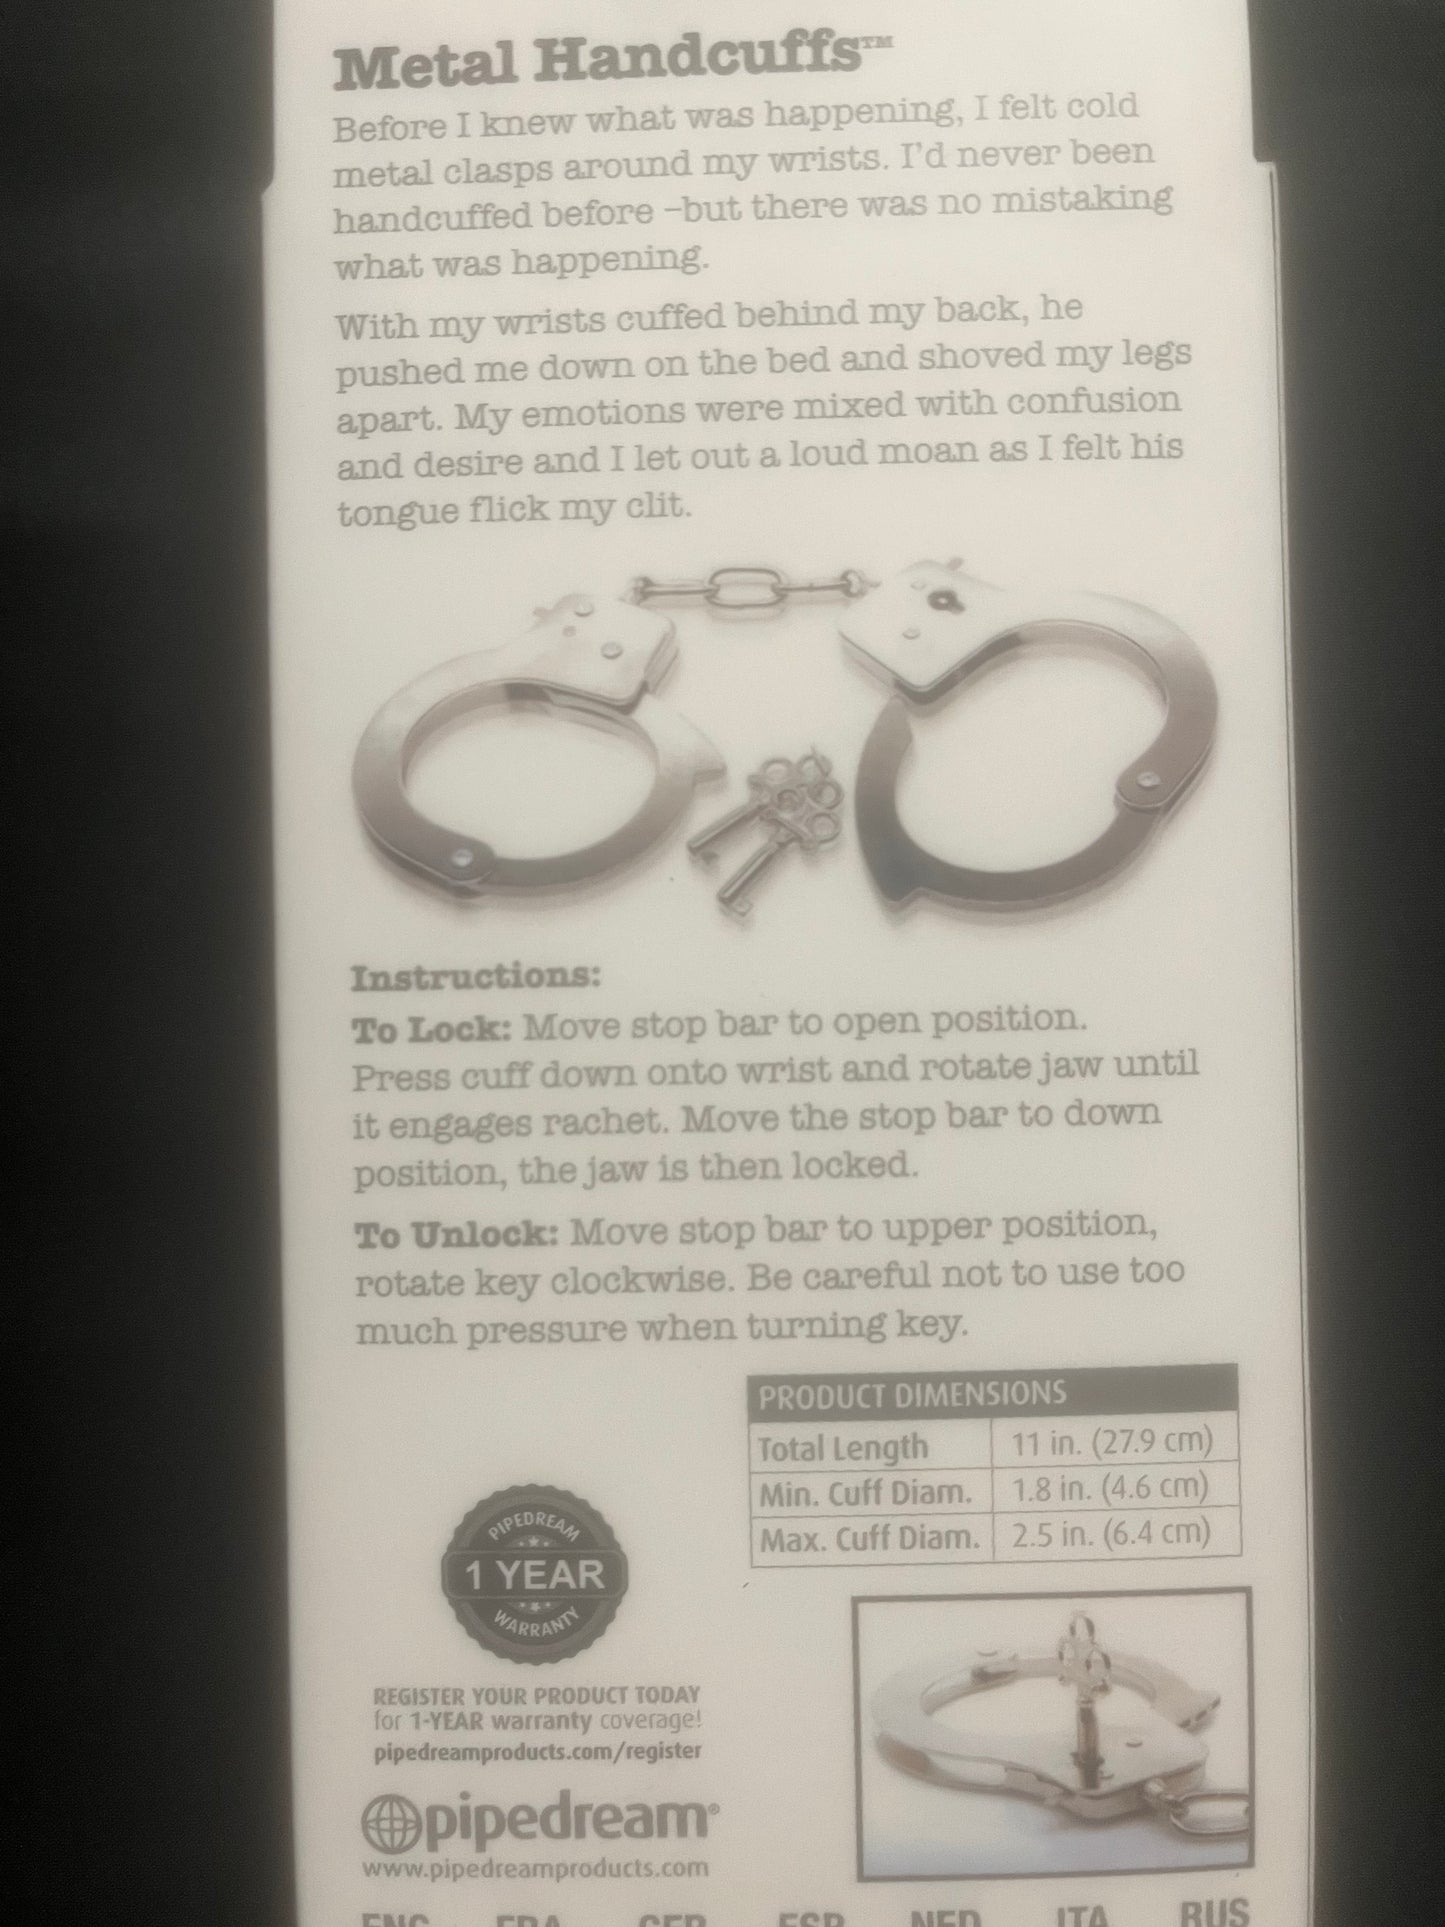 Metal Handcuffs™
Before I knew what was happening, I felt cold
metal clasps around my wrists. I'd never been
handcuffed before –but there was no mistaking
what was happening.
With my wrists cuffed behind my back, he
pushed me down on the bed and shoved my legs
apart. My emotions were mixed with confusion
and desire and I let out a loud moan as I felt his
tongue flick my clit.
Instructions:
To Lock: Move stop bar to open position.
Press cuff down onto wrist and rotate jaw until
it engages rachet. Move the stop bar to down
position, the jaw is then locked.
To Unlock: Move stop bar to upper position,
rotate key clockwise. Be careful not to use too
much pressure when turning key.
PRODUCT DIMENSIONS
Total Length 11 in. (27.9 cm)
Min. Cuff Diam. 1.8 in. (4.6 cm)
Max. Cuff Diam. 2.5 in. (6.4 cm)
PIPEDREAM
1 YEAR
WARRANTY
REGISTER YOUR PRODUCT TODAY
for 1-YEAR warranty coverage!
pipedreamproducts.com/register
pipedream®
www.pipedreamproducts.com
ENG FRA GER ESP NED ITA RUS